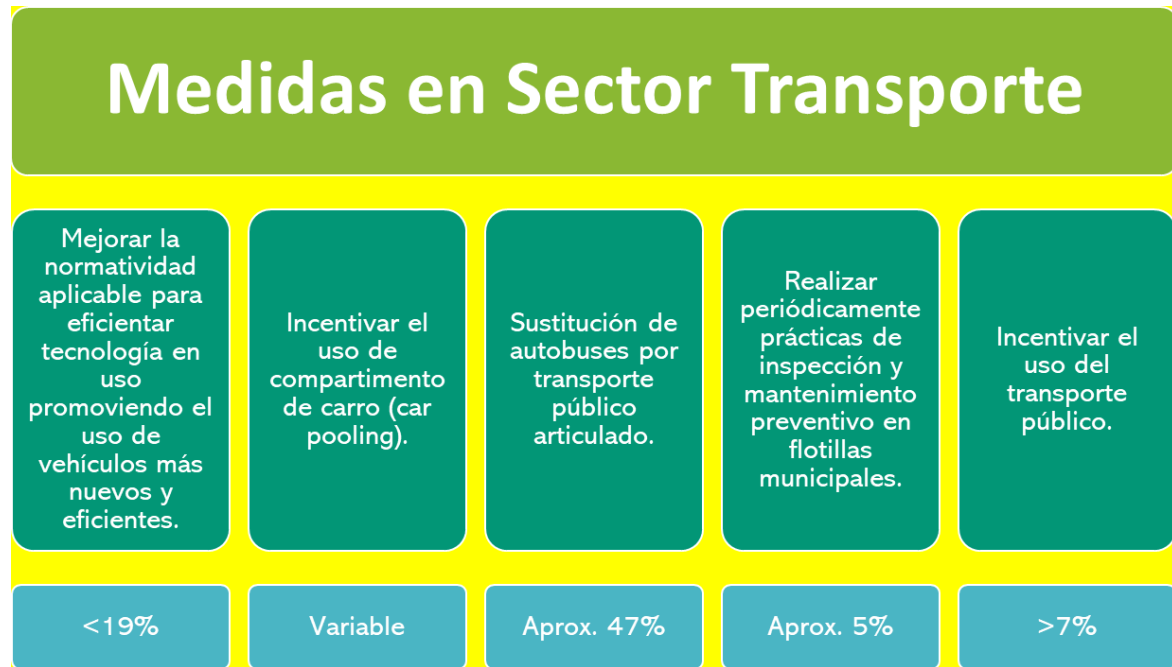 Medidas en Sector Transporte
Mejorar la
normatividad
aplicable para
eficientar
tecnología en
uso
promoviendo el
uso de
vehículos más
nuevos y
eficientes.
Incentivar el
uso de
compartimento
de carro (car
pooling).
Sustitución de
autobuses por
transporte
público
articulado.
Realizar
periódicamente
prácticas de
inspección y
mantenimiento
preventivo en
flotillas
municipales.
Incentivar el
uso del
transporte
público.
<19%
Variable
Aprox. 47%
Aprox. 5%
>7%